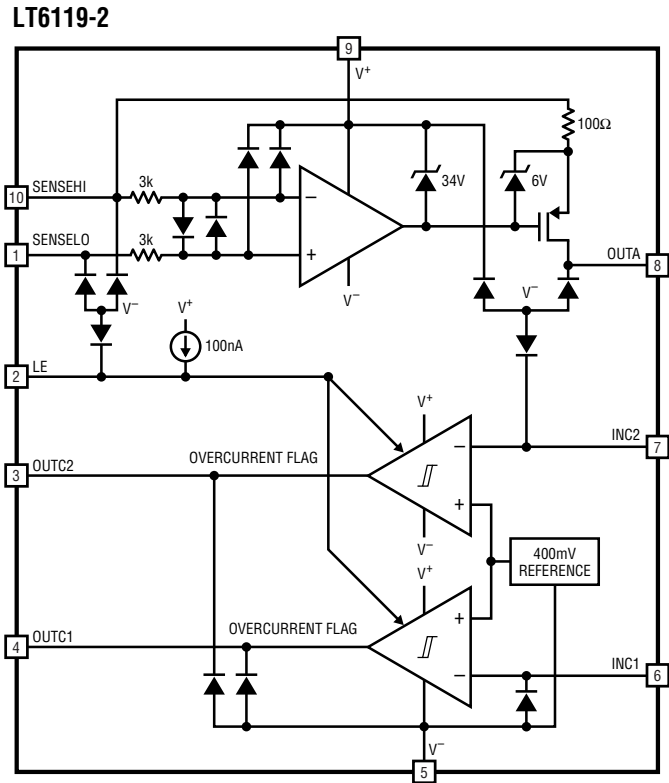 LT6119-2
9
V+
100Ω
34V
6V
3k
10
SENSEHI
−
3k
1
SENSELO
+
OUTA
8
V−
V−
V−
V+
100nA
2
LE
V+
−
INC2
7
OVERCURRENT FLAG
3
OUTC2
+
V−
400mV
REFERENCE
V+
+
OVERCURRENT FLAG
4
OUTC1
−
INC1
6
V−
5